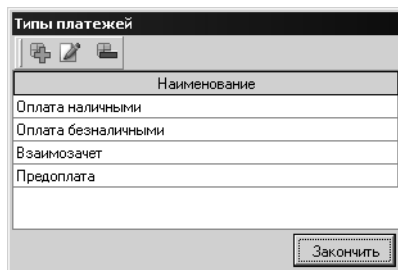 Типы платежей
Наименование
Оплата наличными
Оплата безналичными
Взаимозачет
Предоплата
Закончить